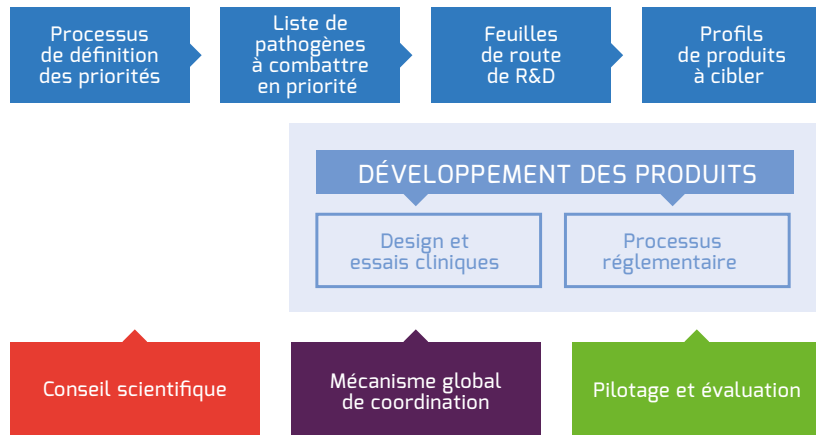 Processus
de définition
des priorités
Liste de
pathogènes
à combattre
en priorité
Feuilles
de route
de R&D
Profils
de produits
à cibler
DÉVELOPPEMENT DES PRODUITS
Design et
essais cliniques
Processus
réglementaire
Conseil scientifique
Mécanisme global
de coordination
Pilotage et évaluation